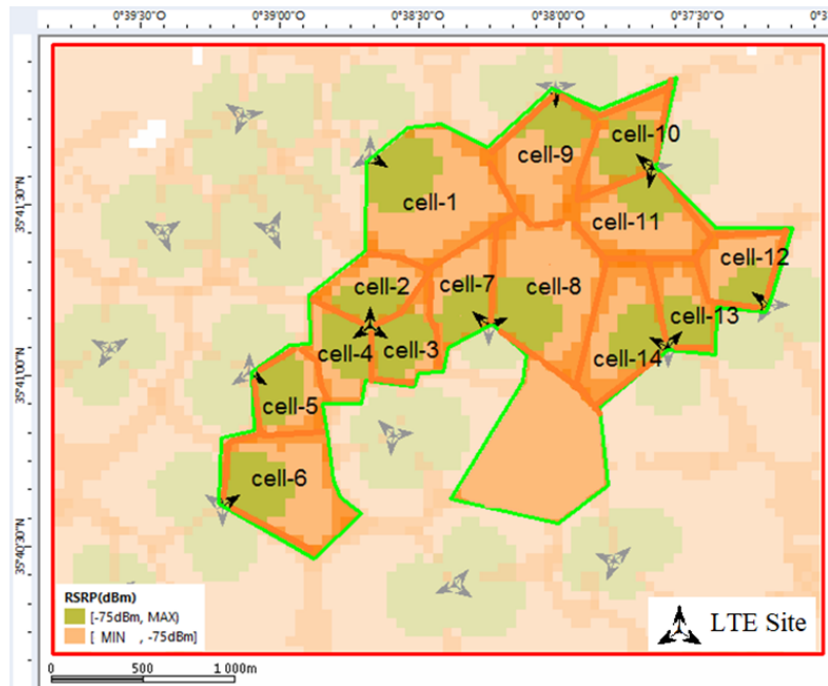 0°39'30"O 0°39'00"O 0°38'30"O 0°38'00"O 0°37'30"O 0°3
35°41'30"N
35°41'00"N
35°40'30"N
cell-10
cell-9
cell-1
cell-11
cell-12
cell-2
cell-7
cell-8
cell-13
cell-4
cell-3
cell-14
cell-5
cell-6
RSRP(dBm)
[-75dBm, MAX)
[ MIN , -75dBm]
LTE Site
0 500 1 000m